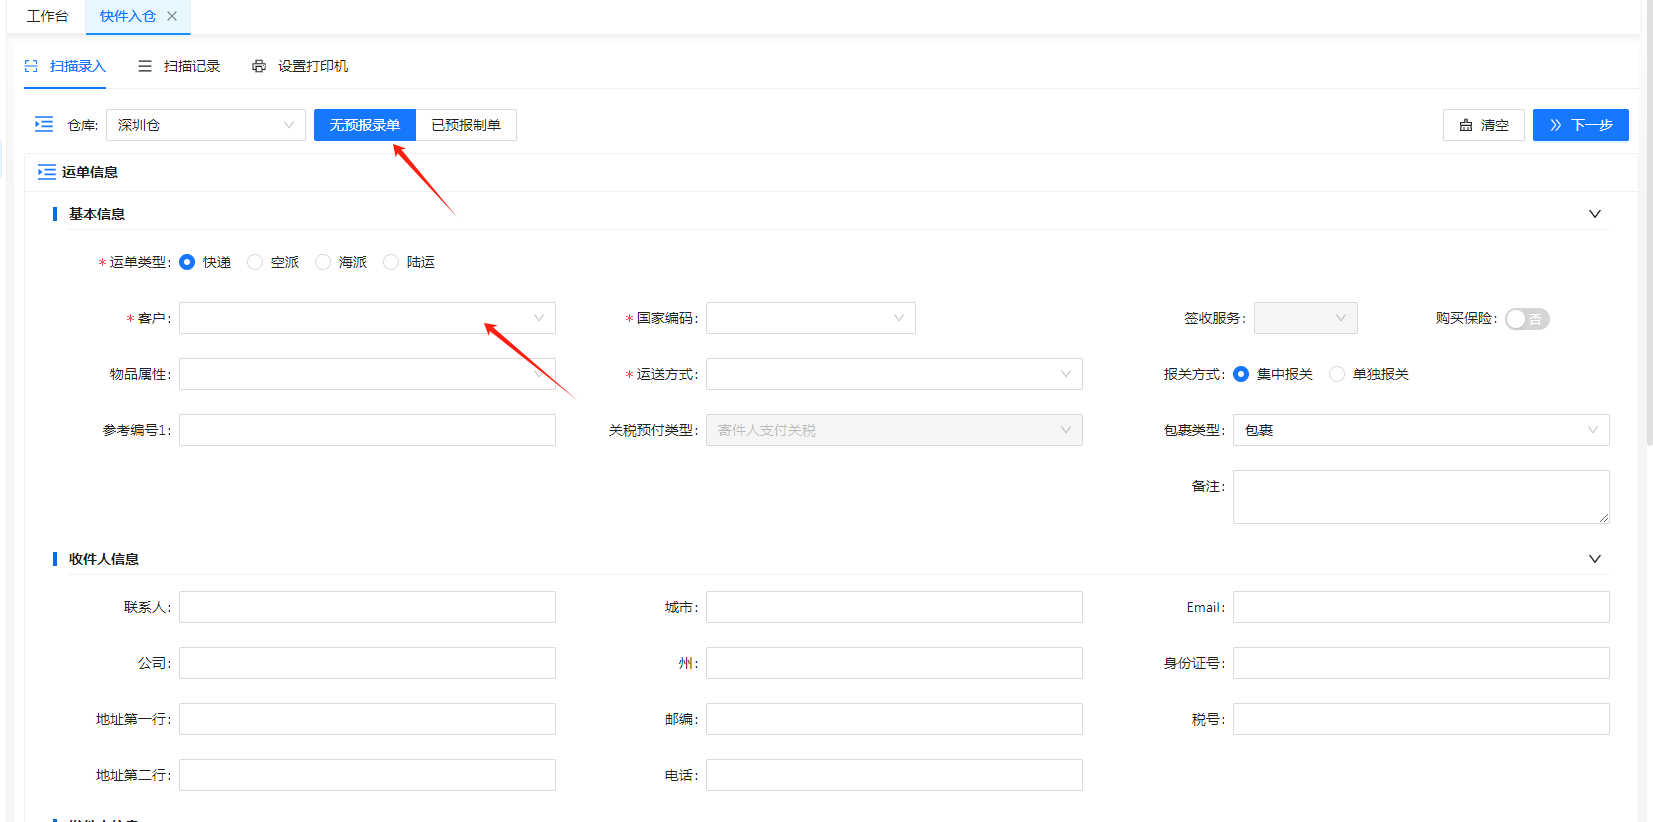 工作台 快件入仓
扫描录入 扫描记录 设置打印机
仓库: 深圳仓 无预报录单 已预报制单 清空 下一步
运单信息
基本信息
*运单类型: 快递 空派 海派 陆运
*客户: *国家编码: 签收服务: 购买保险: 否
物品属性: *运送方式: 报关方式: 集中报关 单独报关
参考编号1: 关税预付类型: 寄件人支付关税 包裹类型: 包裹
备注:
收件人信息
联系人: 城市: Email:
公司: 州: 身份证号:
地址第一行: 邮编: 税号:
地址第二行: 电话: